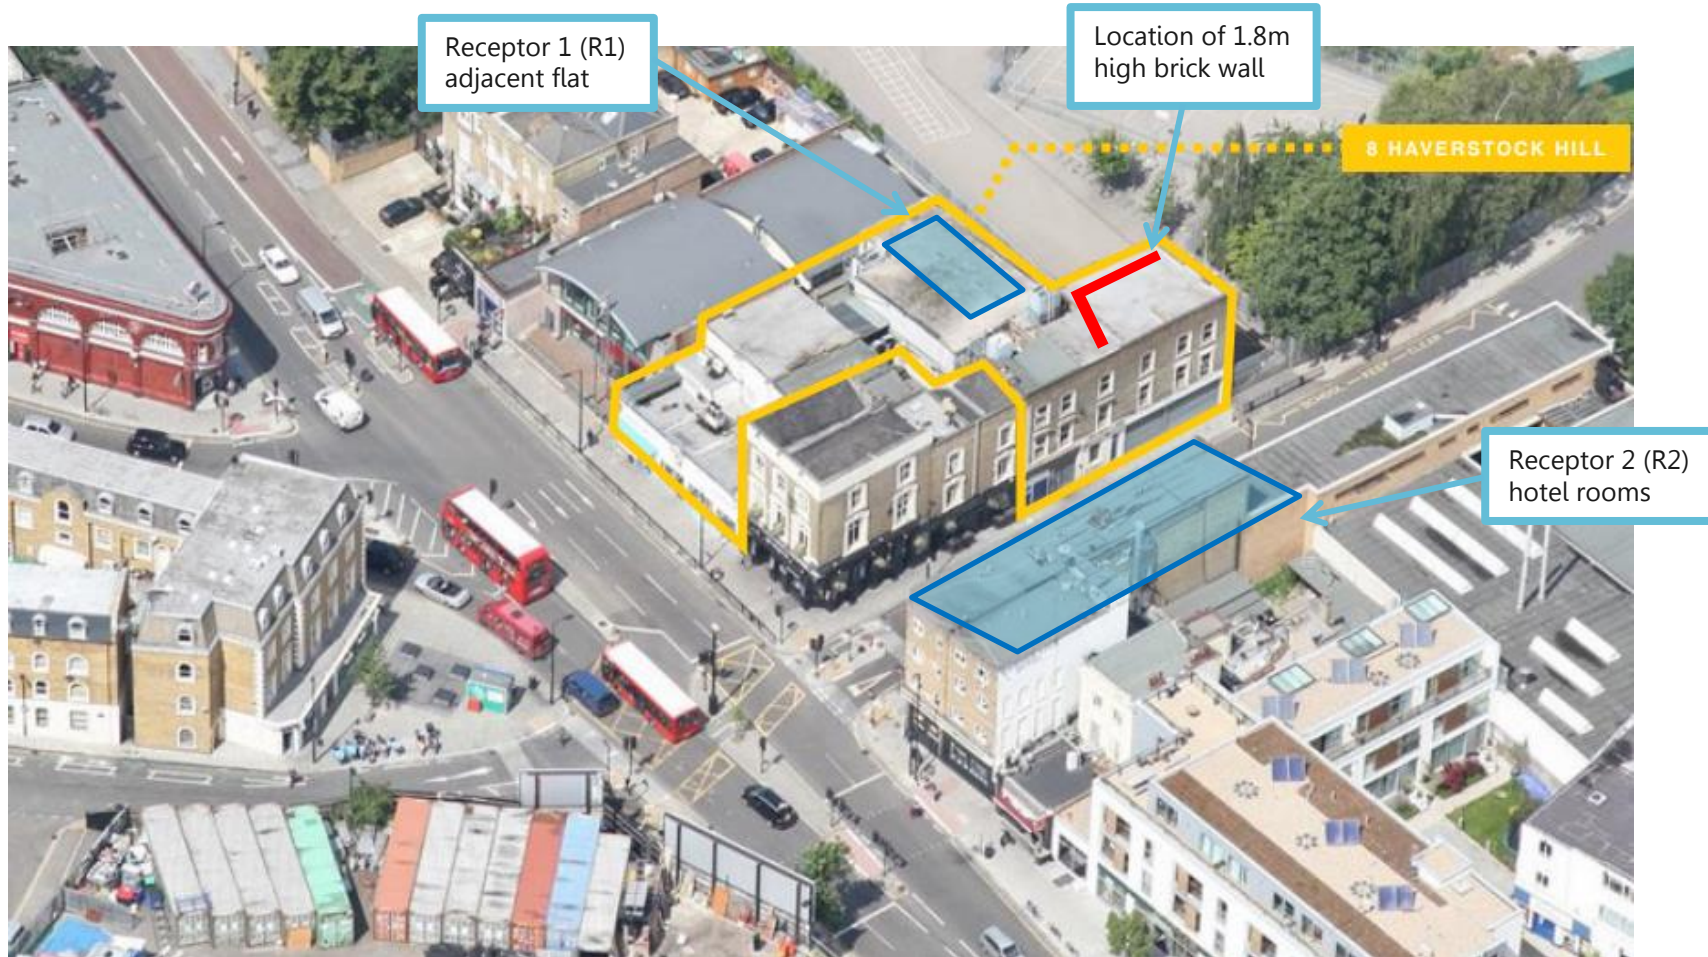 Receptor 1 (R1)
adjacent flat
Location of 1.8m
high brick wall
8 HAVERSTOCK HILL
Receptor 2 (R2)
hotel rooms